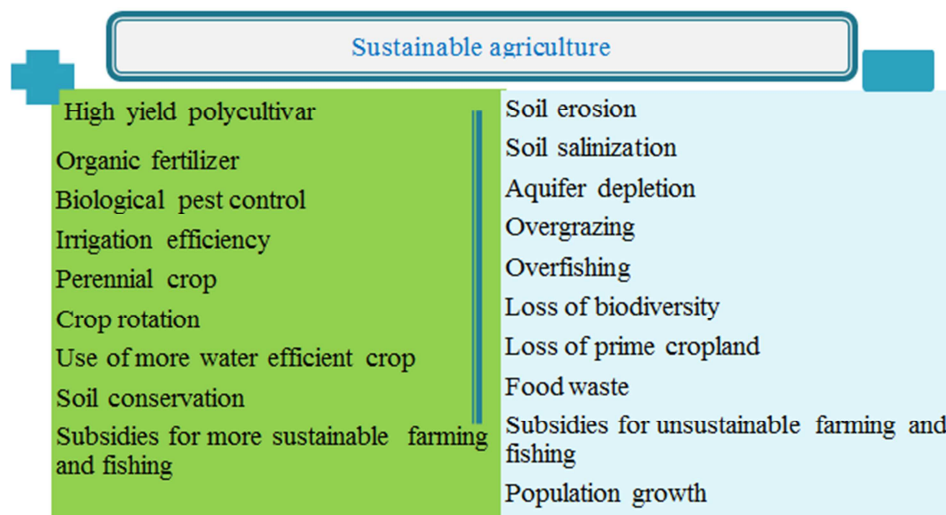 Sustainable agriculture
High yield polycultivar
Organic fertilizer
Biological pest control
Irrigation efficiency
Perennial crop
Crop rotation
Use of more water efficient crop
Soil conservation
Subsidies for more sustainable farming
and fishing
Soil erosion
Soil salinization
Aquifer depletion
Overgrazing
Overfishing
Loss of biodiversity
Loss of prime cropland
Food waste
Subsidies for unsustainable farming and
fishing
Population growth